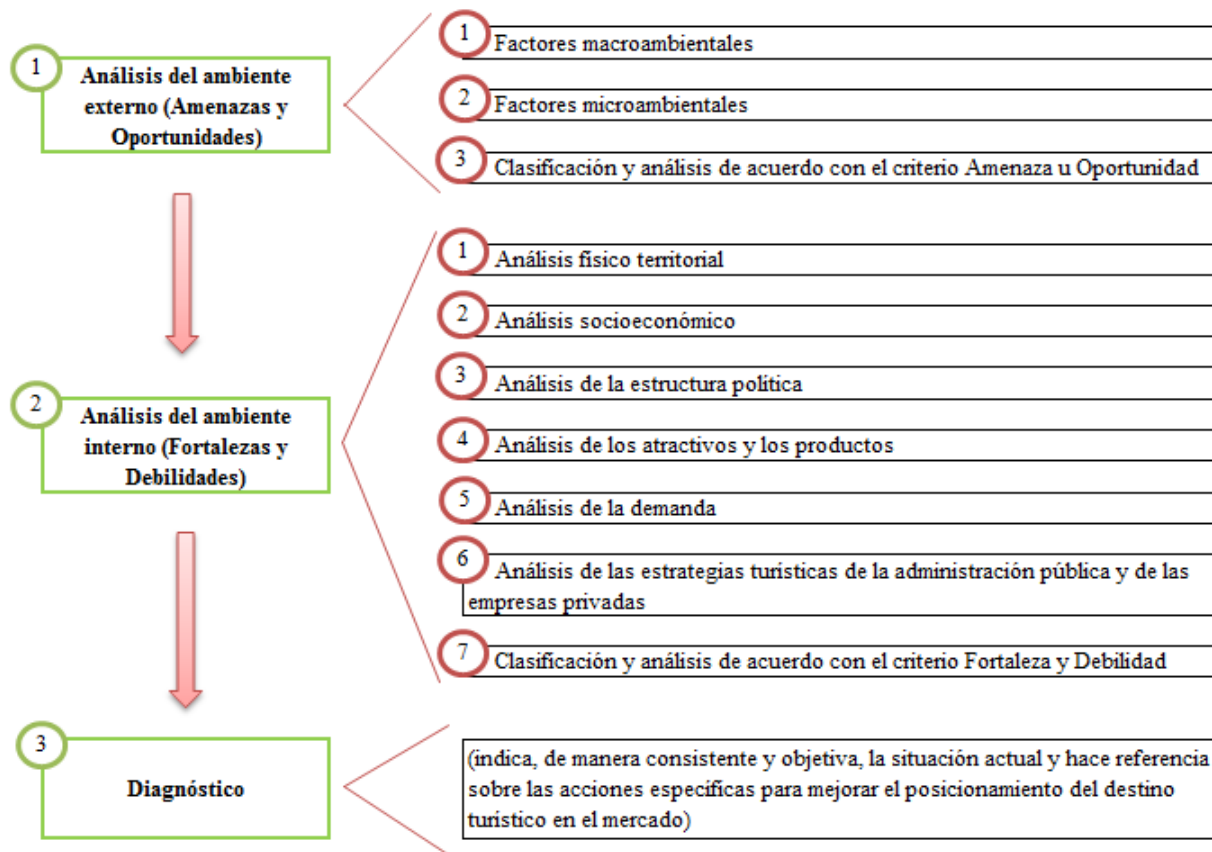 1
Análisis del ambiente
externo (Amenazas y
Oportunidades)
1
Factores macroambientales
2
Factores microambientales
3
Clasificación y análisis de acuerdo con el criterio Amenaza u Oportunidad
2
Análisis del ambiente
interno (Fortalezas y
Debilidades)
1
Análisis físico territorial
2
Análisis socioeconómico
3
Análisis de la estructura política
4
Análisis de los atractivos y los productos
5
Análisis de la demanda
6
Análisis de las estrategias turísticas de la administración pública y de las
empresas privadas
7
Clasificación y análisis de acuerdo con el criterio Fortaleza y Debilidad
3
Diagnóstico
(indica, de manera consistente y objetiva, la situación actual y hace referencia
sobre las acciones específicas para mejorar el posicionamiento del destino
turístico en el mercado)